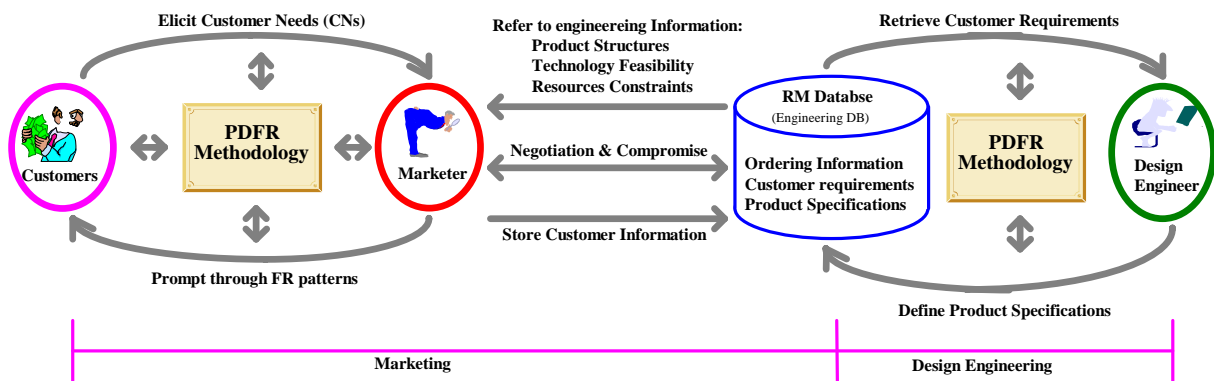 Elicit Customer Needs (CNs)
Customers
PDFR
Methodology
Marketer
Prompt through FR patterns
Refer to engineereing Information:
Product Structures
Technology Feasibility
Resources Constraints
Negotiation & Compromise
Store Customer Information
RM Databse
(Engineering DB)
Ordering Information
Customer requirements
Product Specifications
Retrieve Customer Requirements
PDFR
Methodology
Design
Engineer
Define Product Specifications
Marketing
Design Engineering